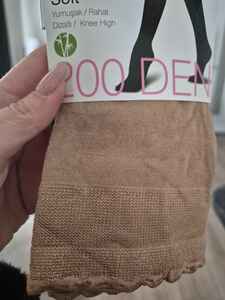 Soft
Yumuşak / Rahat
Dizaltı / Knee High
200 DEN